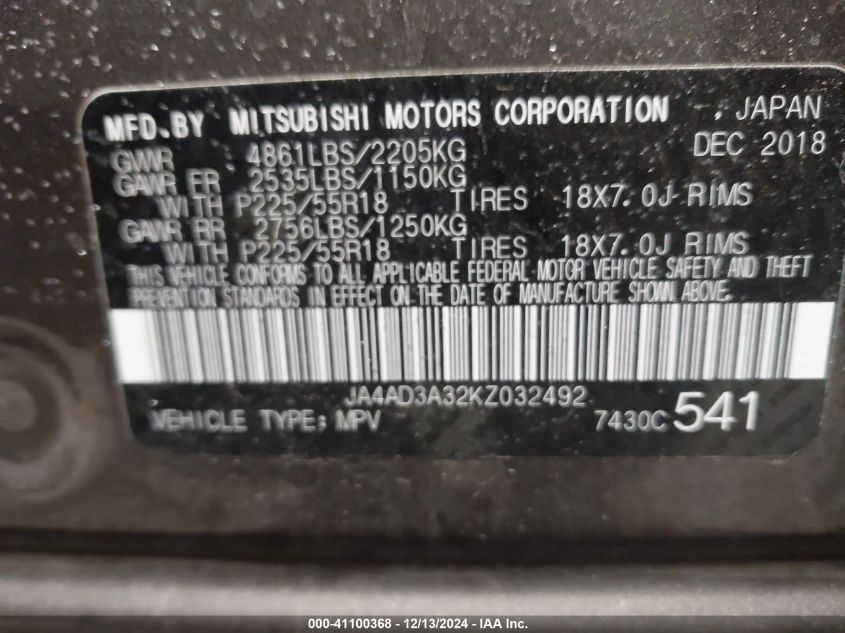 MFD.BY MITSUBISHI MOTORS CORPORATION -, JAPAN
GVWR 4861LBS/2205KG DEC 2018
GAWR FR 2535LBS/1150KG
WITH P225/55R18 TIRES 18X7.0J RIMS
GAWR RR 2756LBS/1250KG
WITH P225/55R18 TIRES 18X7.0J RIMS
THIS VEHICLE CONFORMS TO ALL APPLICABLE FEDERAL MOTOR VEHICLE SAFETY AND THEFT
PREVENTION STANDARDS IN EFFECT ON THE DATE OF MANUFACTURE SHOWN ABOVE.
JA4AD3A32KZ032492
VEHICLE TYPE; MPV 7430C 541
000-41100368 - 12/13/2024 - IAA Inc.